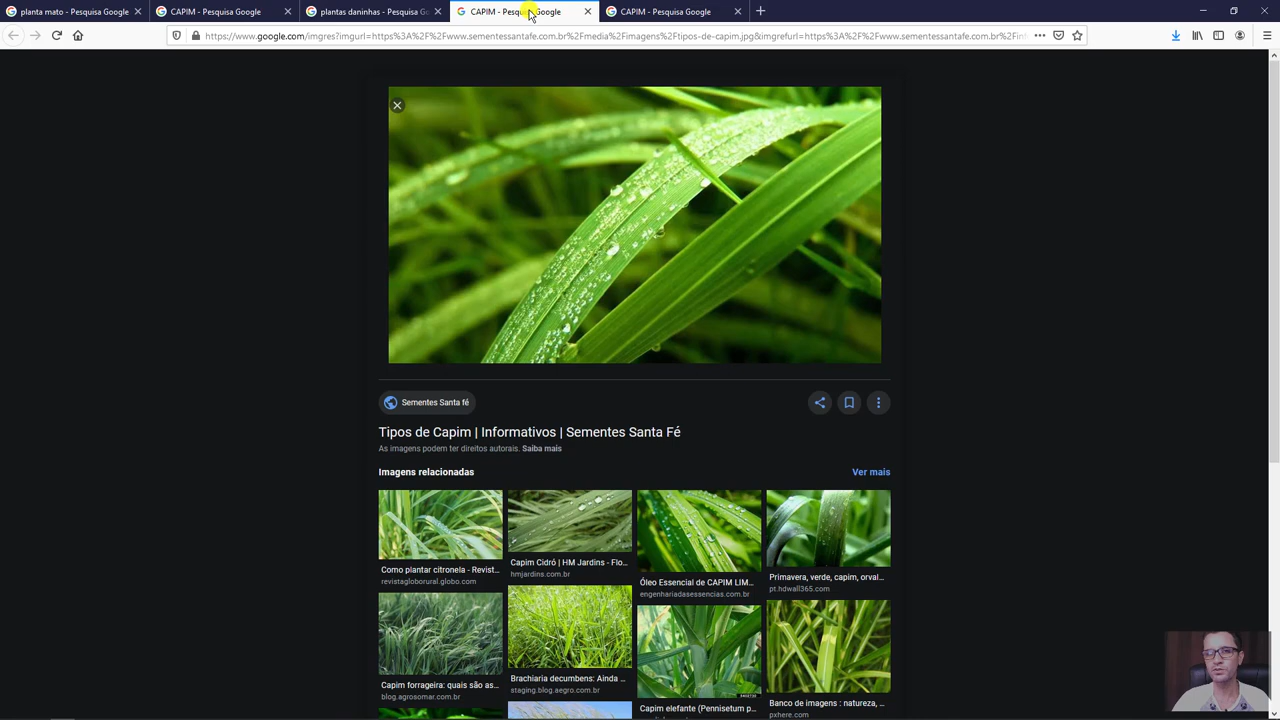 planta mato - Pesquisa Google
CAPIM - Pesquisa Google
plantas daninhas - Pesquisa Go
CAPIM - Pesquisa Google
CAPIM - Pesquisa Google
https://www.google.com/imgres?imgurl=https%3A%2F%2Fwww.sementessantafe.com.br%2Fmedia%2Fimagens%2Ftipos-de-capim.jpg&imgrefurl=https%3A%2F%2Fwww.sementessantafe.com.br%2Fin
Sementes Santa fé
Tipos de Capim | Informativos | Sementes Santa Fé
As imagens podem ter direitos autorais. Saiba mais
Imagens relacionadas
Ver mais
Como plantar citronela - Revist...
revistagloborural.globo.com
Capim Cidró | HM Jardins - Flo...
hmjardins.com.br
Óleo Essencial de CAPIM LIM...
engenhariadasessencias.com.br
Primavera, verde, capim, orval...
pt.hdwall365.com
Capim forrageira: quais são as...
blog.agrosomar.com.br
Brachiaria decumbens: Ainda ...
staging.blog.aegro.com.br
Capim elefante (Pennisetum p...
Banco de imagens : natureza, ...
pxhere.com